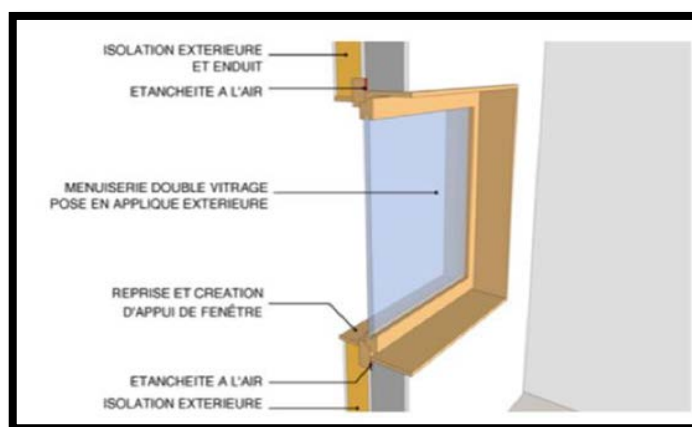 ISOLATION EXTERIEURE
ET ENDUIT
ETANCHEITE A L'AIR
MENUISERIE DOUBLE VITRAGE
POSE EN APPLIQUE EXTERIEURE
REPRISE ET CREATION
D'APPUI DE FENÊTRE
ETANCHEITE A L'AIR
ISOLATION EXTERIEURE